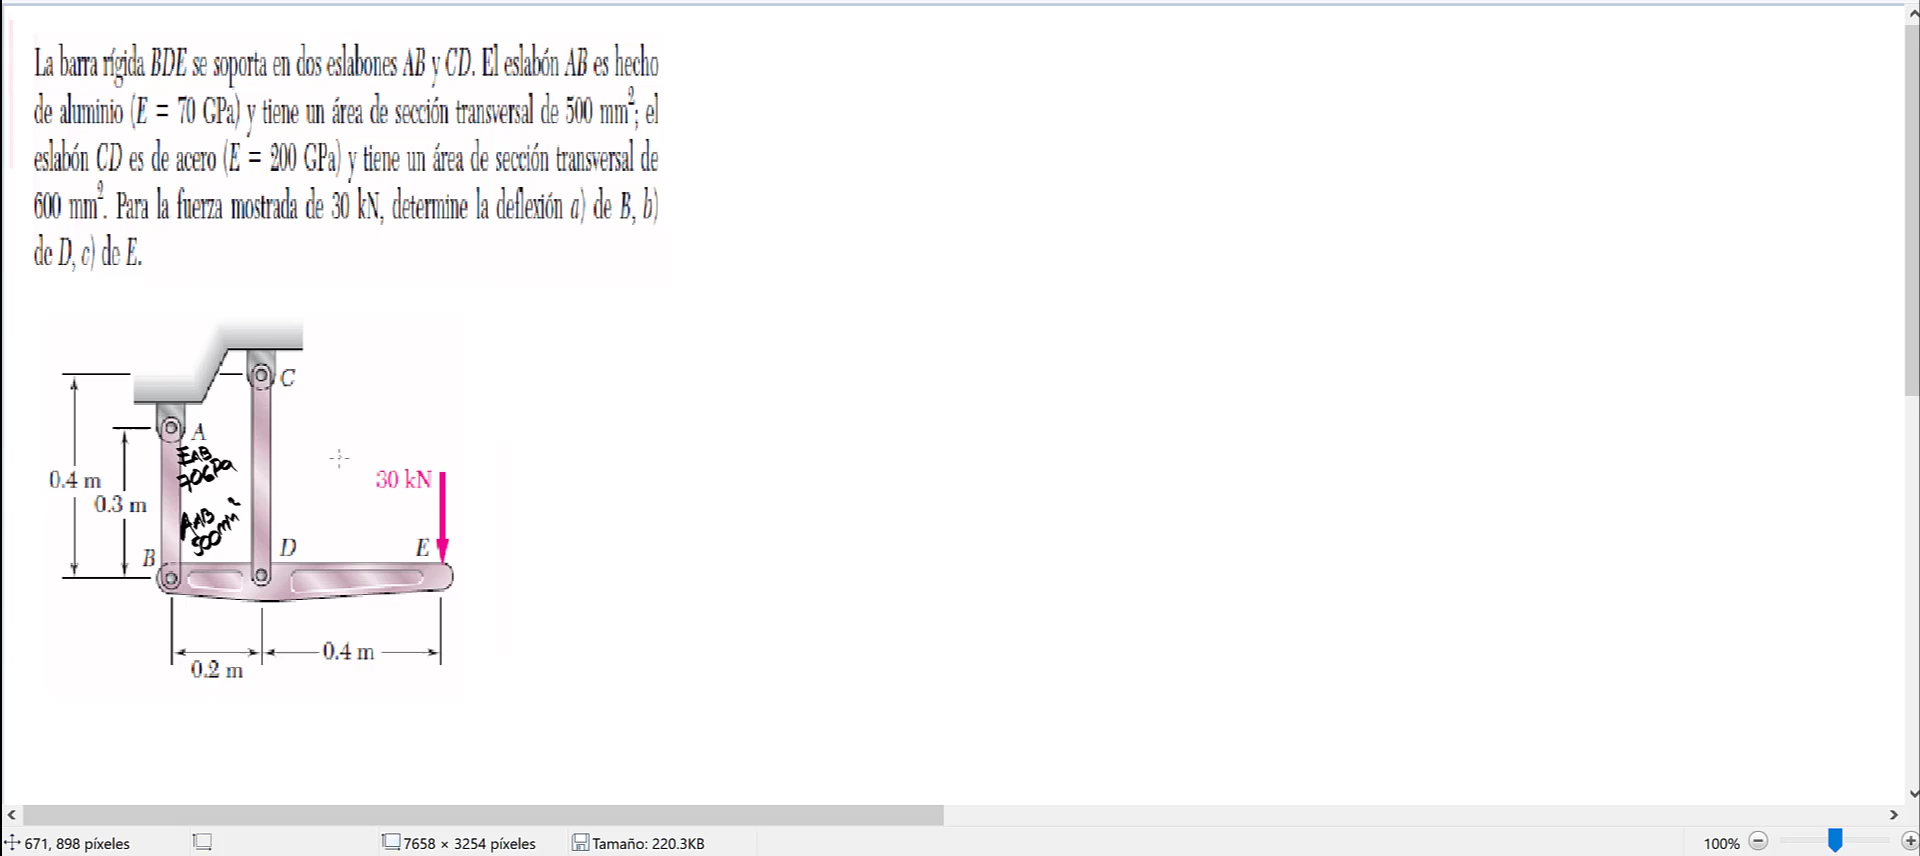 La barra rígida BDE se soporta en dos eslabones AB y CD. El eslabón AB es hecho
de aluminio (E = 70 GPa) y tiene un área de sección transversal de 500 mm²; el
eslabón CD es de acero (E = 200 GPa) y tiene un área de sección transversal de
600 mm². Para la fuerza mostrada de 30 kN, determine la deflexión a) de B, b)
de D, c) de E.
C
A
EAB
70GPa
0.4 m
30 kN
0.3 m
AAB
500mm²
B
D
E
0.4 m
0.2 m
671, 898 píxeles
7658 × 3254 píxeles
Tamaño: 220.3KB
100%